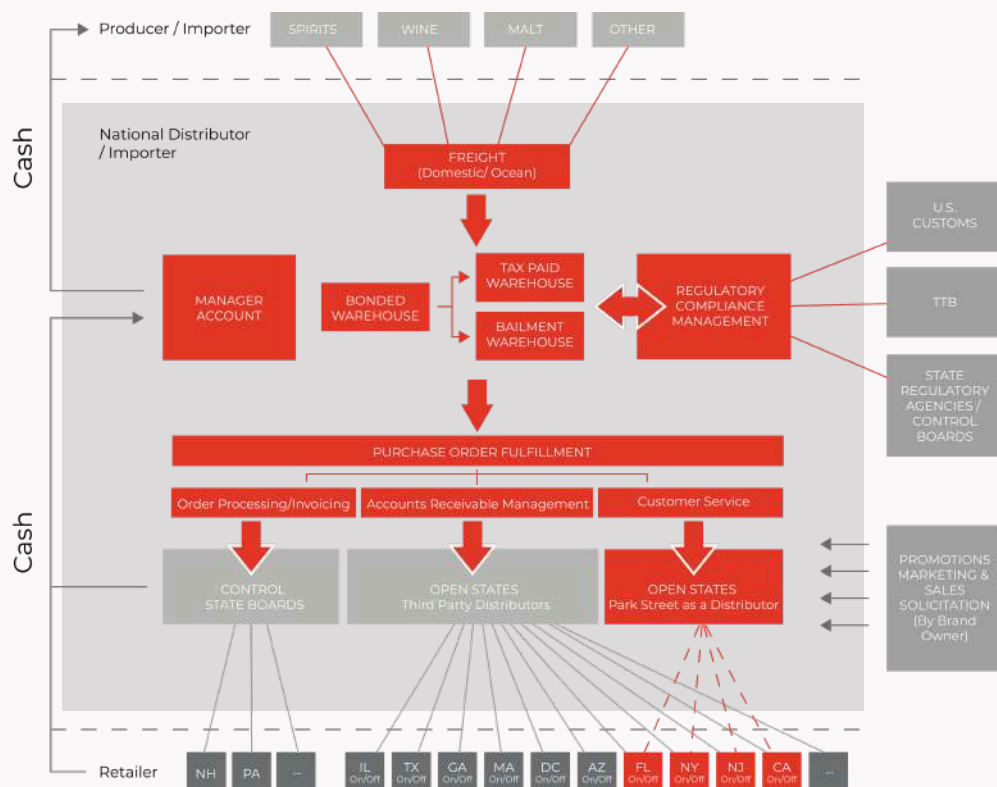 Producer / Importer
SPIRITS
WINE
MALT
OTHER
Cash
National Distributor
/ Importer
FREIGHT
(Domestic/ Ocean)
U.S.
CUSTOMS
MANAGER
ACCOUNT
BONDED
WAREHOUSE
TAX PAID
WAREHOUSE
BAILMENT
WAREHOUSE
REGULATORY
COMPLIANCE
MANAGEMENT
TTB
STATE
REGULATORY
AGENCIES /
CONTROL
BOARDS
PURCHASE ORDER FULFILLMENT
Order Processing/Invoicing
Accounts Receivable Management
Customer Service
Cash
CONTROL
STATE BOARDS
OPEN STATES
Third Party Distributors
OPEN STATES
Park Street as a Distributor
PROMOTIONS
MARKETING &
SALES
SOLICITATION
(By Brand
Owner)
Retailer
NH
PA
...
IL
On/Off
TX
On/Off
GA
On/Off
MA
On/Off
DC
On/Off
AZ
On/Off
FL
On/Off
NY
On/Off
NJ
On/Off
CA
On/Off
...